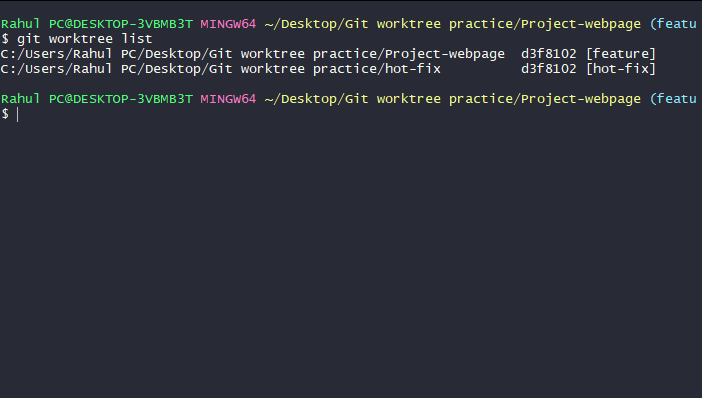 Rahul PC@DESKTOP-3VBMB3T MINGW64 ~/Desktop/Git worktree practice/Project-webpage (featu
$ git worktree list
C:/Users/Rahul PC/Desktop/Git worktree practice/Project-webpage  d3f8102 [feature]
C:/Users/Rahul PC/Desktop/Git worktree practice/hot-fix          d3f8102 [hot-fix]
Rahul PC@DESKTOP-3VBMB3T MINGW64 ~/Desktop/Git worktree practice/Project-webpage (featu
$